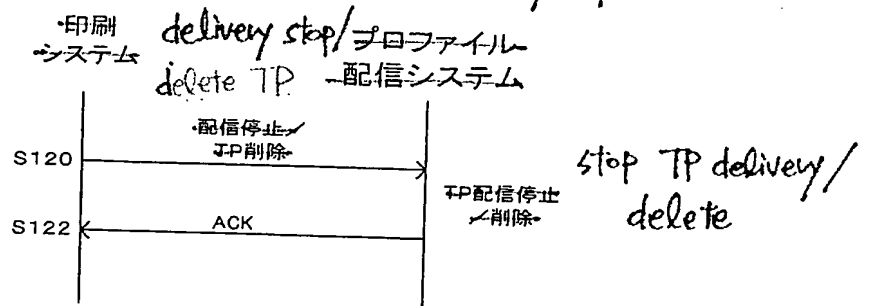 印刷
システム
delivery stop/
delete TP
プロファイル
配信システム
配信停止/
TP削除
S120
TP配信停止
/削除
stop TP delivery/
delete
S122
ACK